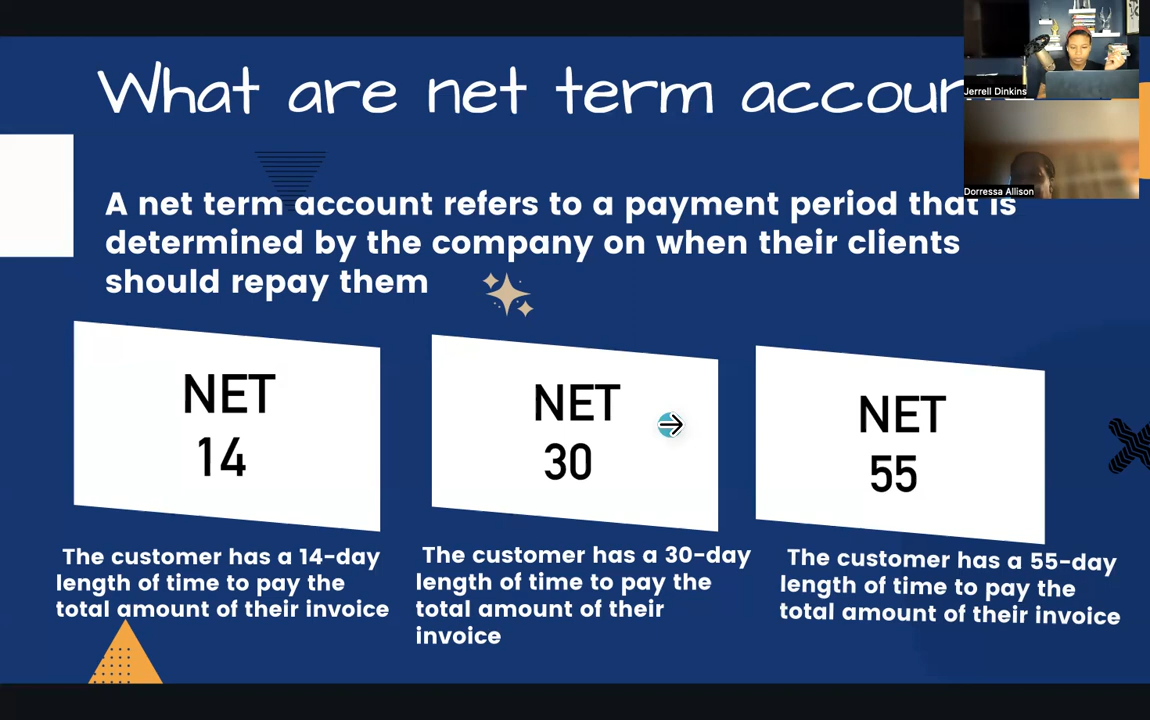 What are net term
Jerrell Dinkins
Dorressa Allison
A net term account refers to a payment period that is
determined by the company on when their clients
should repay them
NET
14
NET
30
NET
55
The customer has a 14-day
length of time to pay the
total amount of their invoice
The customer has a 30-day
length of time to pay the
total amount of their
invoice
The customer has a 55-day
length of time to pay the
total amount of their invoice